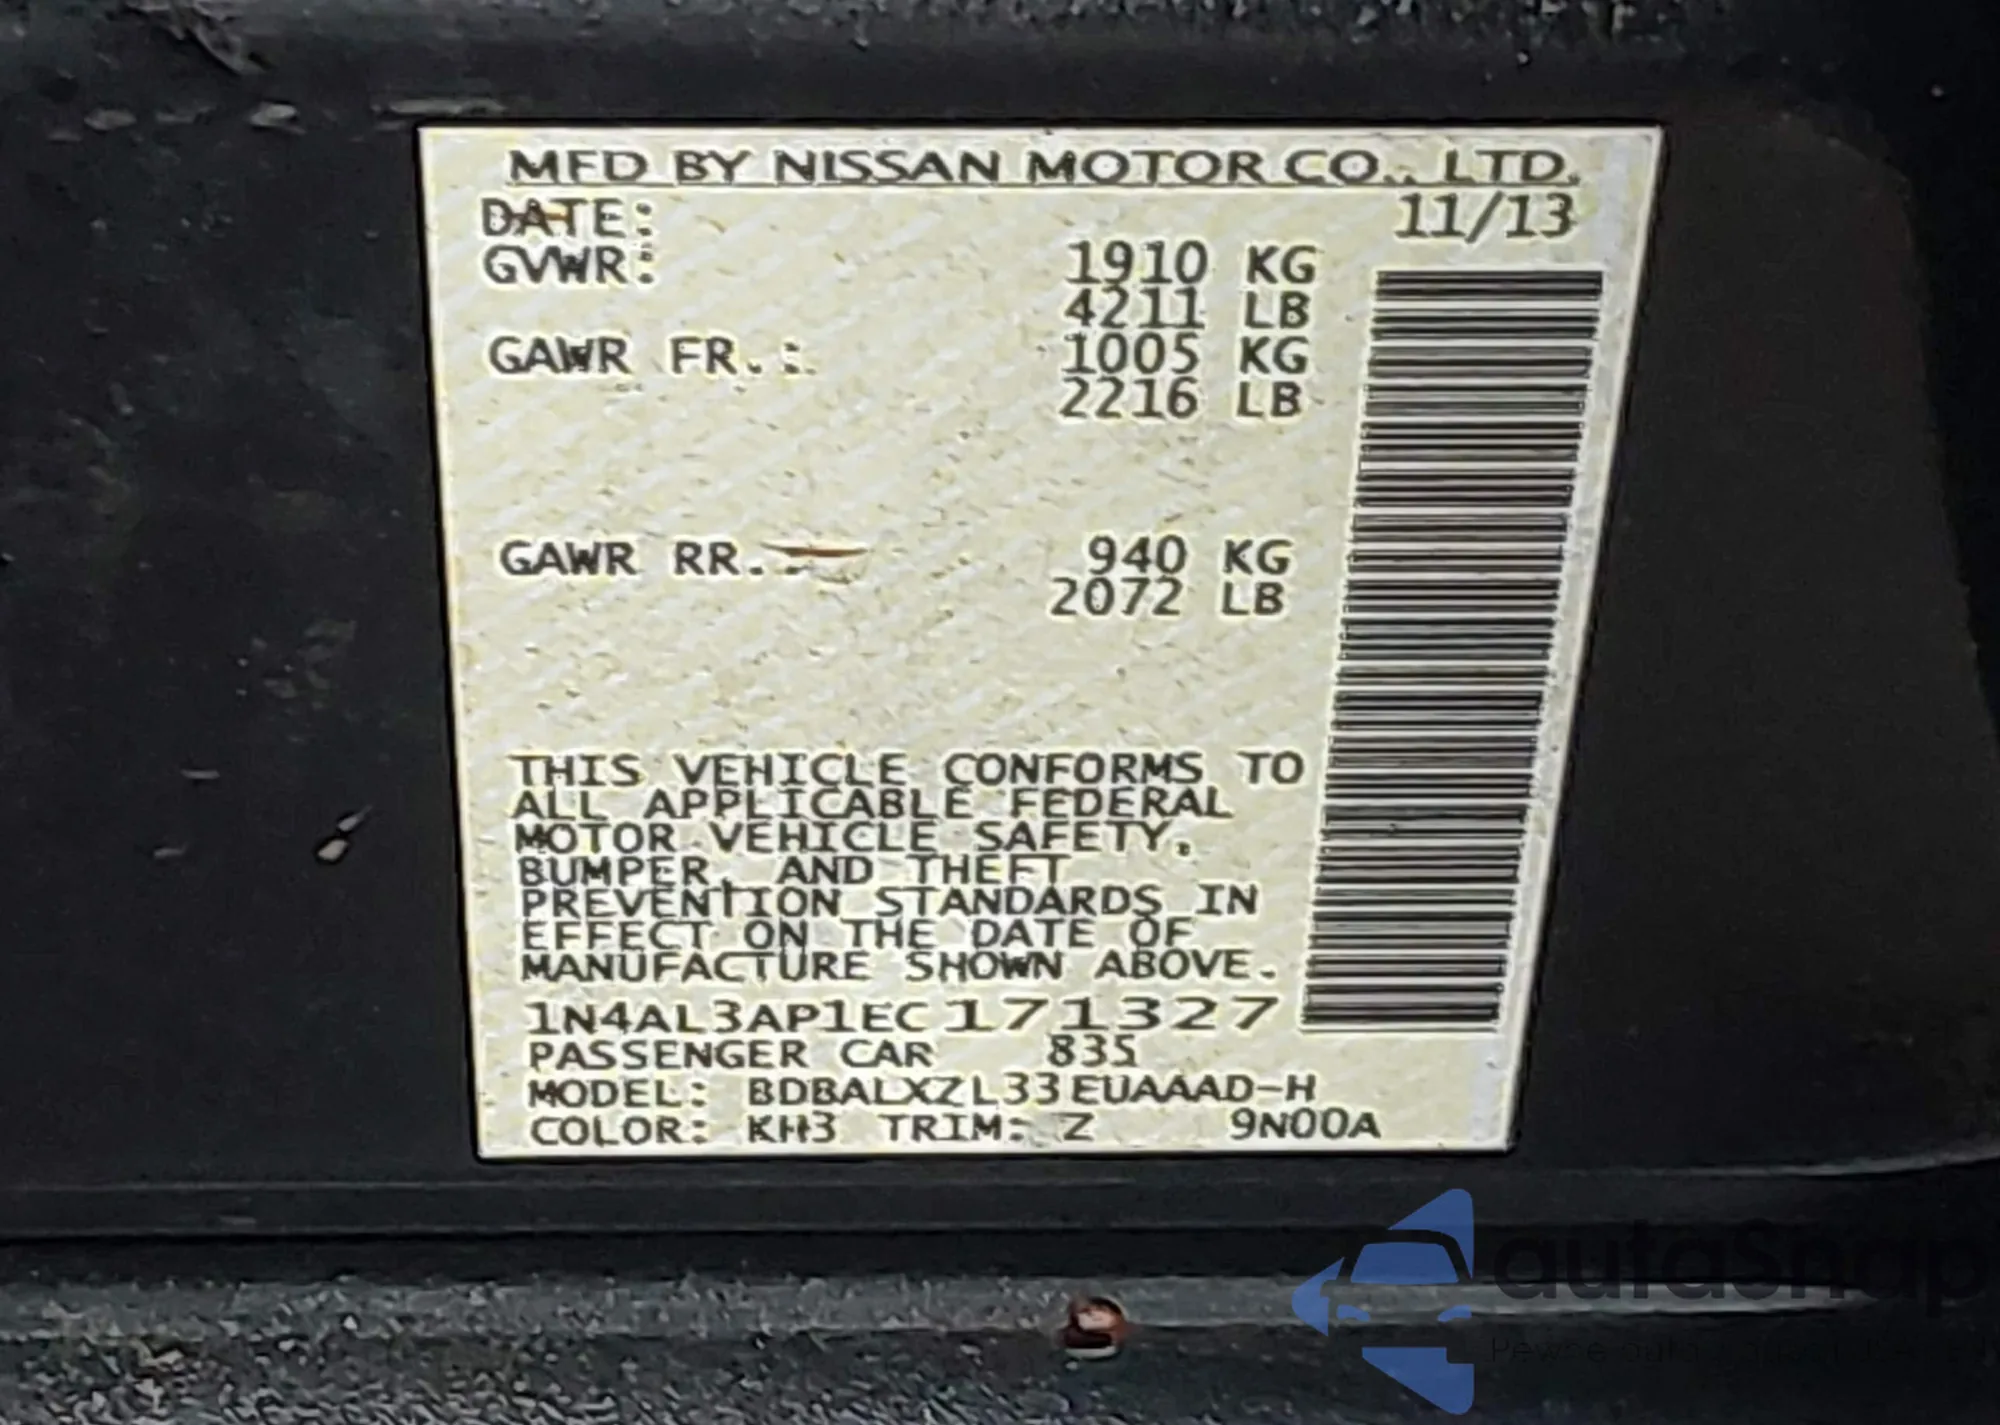 MFD BY NISSAN MOTOR CO., LTD.
DATE: 11/13
GVWR: 1910 KG
4211 LB
GAWR FR.: 1005 KG
2216 LB
GAWR RR.: 940 KG
2072 LB
THIS VEHICLE CONFORMS TO
ALL APPLICABLE FEDERAL
MOTOR VEHICLE SAFETY,
BUMPER, AND THEFT
PREVENTION STANDARDS IN
EFFECT ON THE DATE OF
MANUFACTURE SHOWN ABOVE.
1N4AL3AP1EC171327
PASSENGER CAR 835
MODEL: BDBALXZL33EUAAAD-H
COLOR: KH3 TRIM: Z 9N00A
autaSnap
Pewne auta